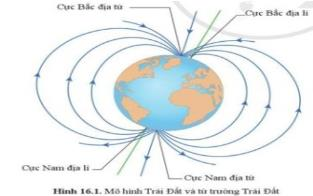 Cực Bắc địa từ
Cực Bắc địa lí
Cực Nam địa lí
Cực Nam địa từ
Hình 16.1. Mô hình Trái Đất và từ trường Trái Đất